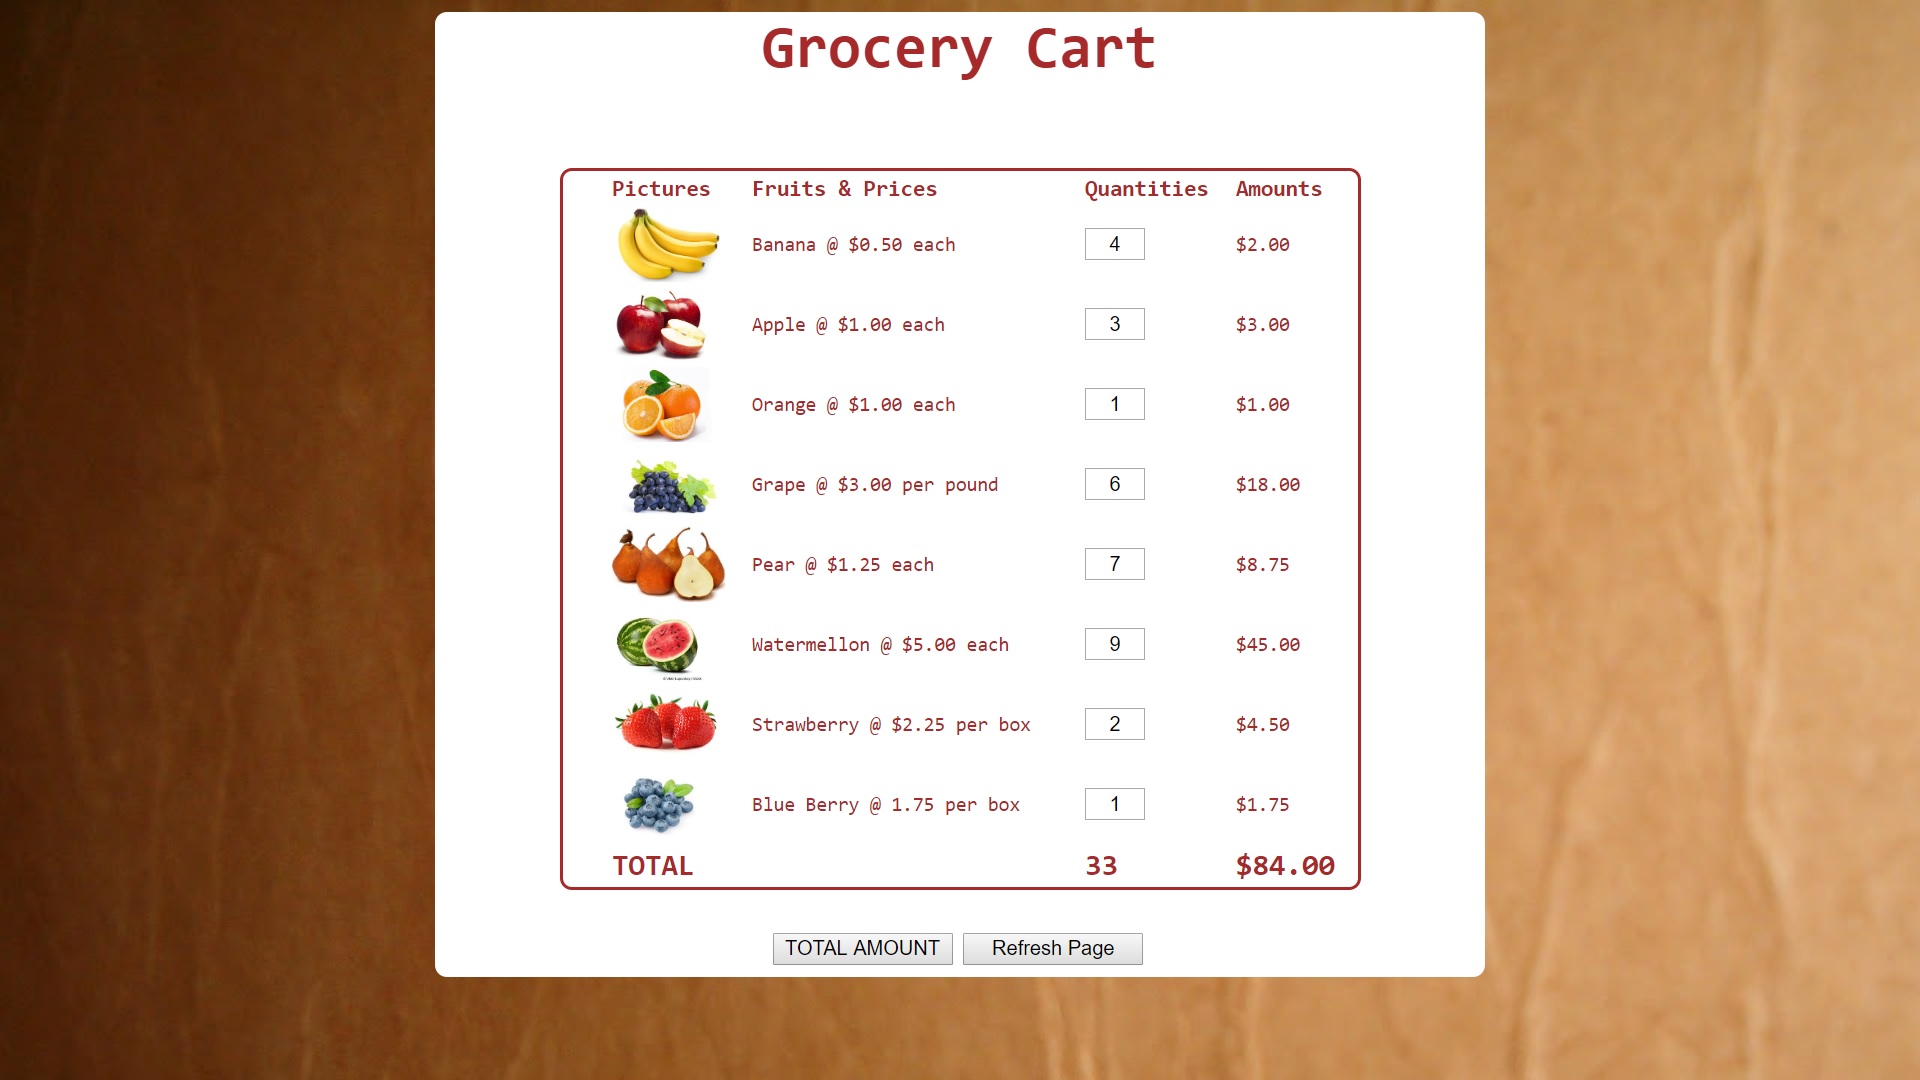 Grocery Cart
Pictures Fruits & Prices Quantities Amounts
Banana @ $0.50 each 4 $2.00
Apple @ $1.00 each 3 $3.00
Orange @ $1.00 each 1 $1.00
Grape @ $3.00 per pound 6 $18.00
Pear @ $1.25 each 7 $8.75
Watermellon @ $5.00 each 9 $45.00
Strawberry @ $2.25 per box 2 $4.50
Blue Berry @ 1.75 per box 1 $1.75
TOTAL 33 $84.00
TOTAL AMOUNT Refresh Page